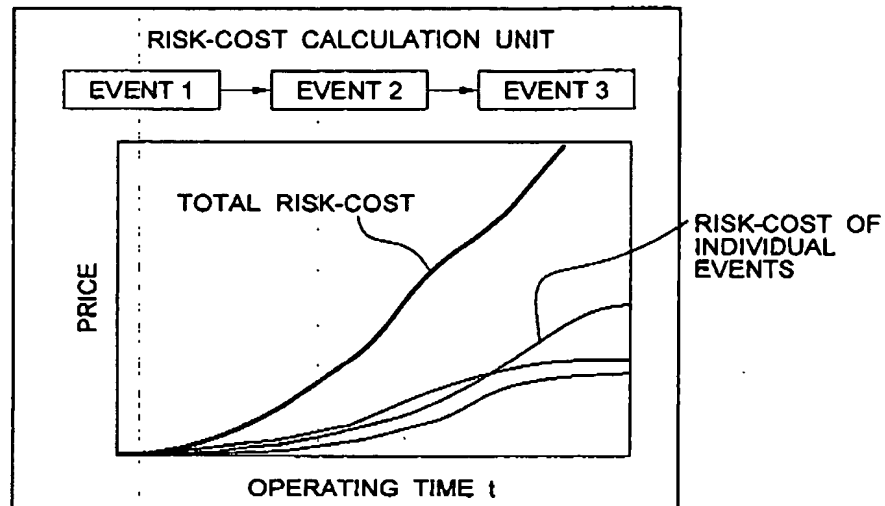 RISK-COST CALCULATION UNIT
EVENT 1
EVENT 2
EVENT 3
TOTAL RISK-COST
RISK-COST OF
INDIVIDUAL
EVENTS
PRICE
OPERATING TIME t